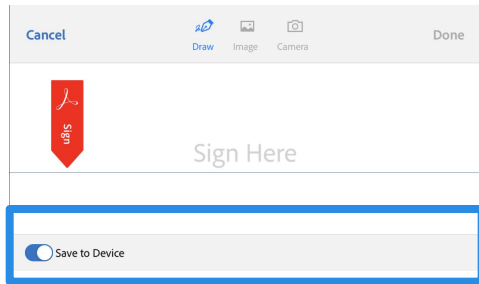 Cancel
Draw Image Camera
Done
Sign
Sign Here
Save to Device